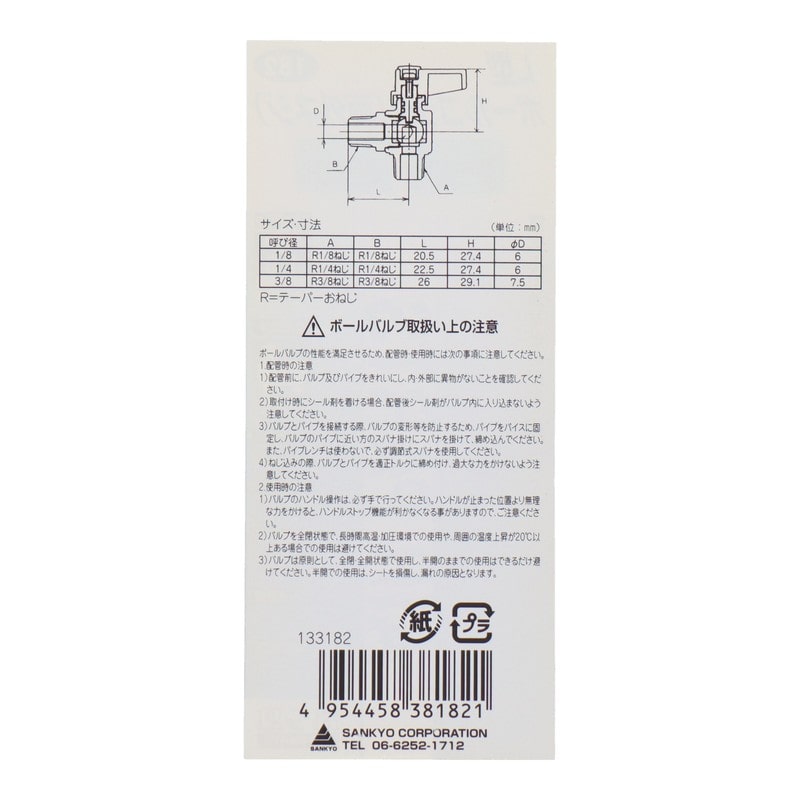 H
D
B
L
A
サイズ・寸法 (単位：mm)
呼び径 A B L H φD
1/8 R1/8ねじ R1/8ねじ 20.5 27.4 6
1/4 R1/4ねじ R1/4ねじ 22.5 27.4 6
3/8 R3/8ねじ R3/8ねじ 26 29.1 7.5
R=テーパーおねじ
ボールバルブ取扱い上の注意
ボールバルブの性能を満足させるため、配管時・使用時には次の事項に注意してください。
1.配管時の注意
1)配管前に、バルブ及びパイプをきれいにし、内・外部に異物がないことを確認してくだ
さい。
2)取付け時にシール剤を着ける場合、配管後シール剤がバルブ内に入り込まないよう
注意してください。
3)バルブとパイプを接続する際、バルブの変形等を防止するため、パイプをバイスに固
定し、バルブのパイプに近い方のスパナ掛けにスパナを掛けて、締め込んでください。
また、パイプレンチは使わないで、必ず調節式スパナを使用してください。
4)ねじ込みの際、バルブとパイプを適正トルクに締め付け、過大な力をかけないよう注
意してください。
2.使用時の注意
1)バルブのハンドル操作は、必ず手で行ってください。ハンドルが止まった位置より無理
な力をかけると、ハンドルストップ機能が利かなくなる事がありますので、ご注意くださ
い。
2)バルブを全閉状態で、長時間高温・加圧環境での使用や、周囲の温度上昇が20℃以
上ある場合での使用は避けてください。
3)バルブは原則として、全閉・全開状態で使用し、半開のままでの使用はできるだけ避
けてください。半開での使用は、シートを損傷し、漏れの原因となります。
紙 プラ
133182
4 954458 381821
SANKYO
SANKYO CORPORATION
TEL 06-6252-1712